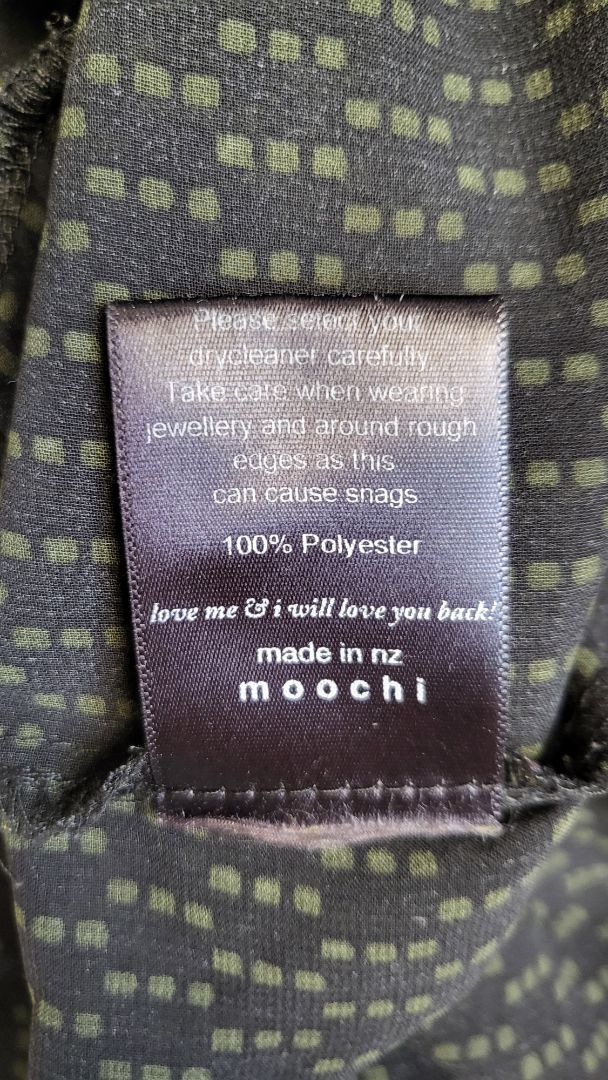 Please select your
drycleaner carefully
Take care when wearing
jewellery and around rough
edges as this
can cause snags
100% Polyester
love me & i will love you back!
made in nz
moochi